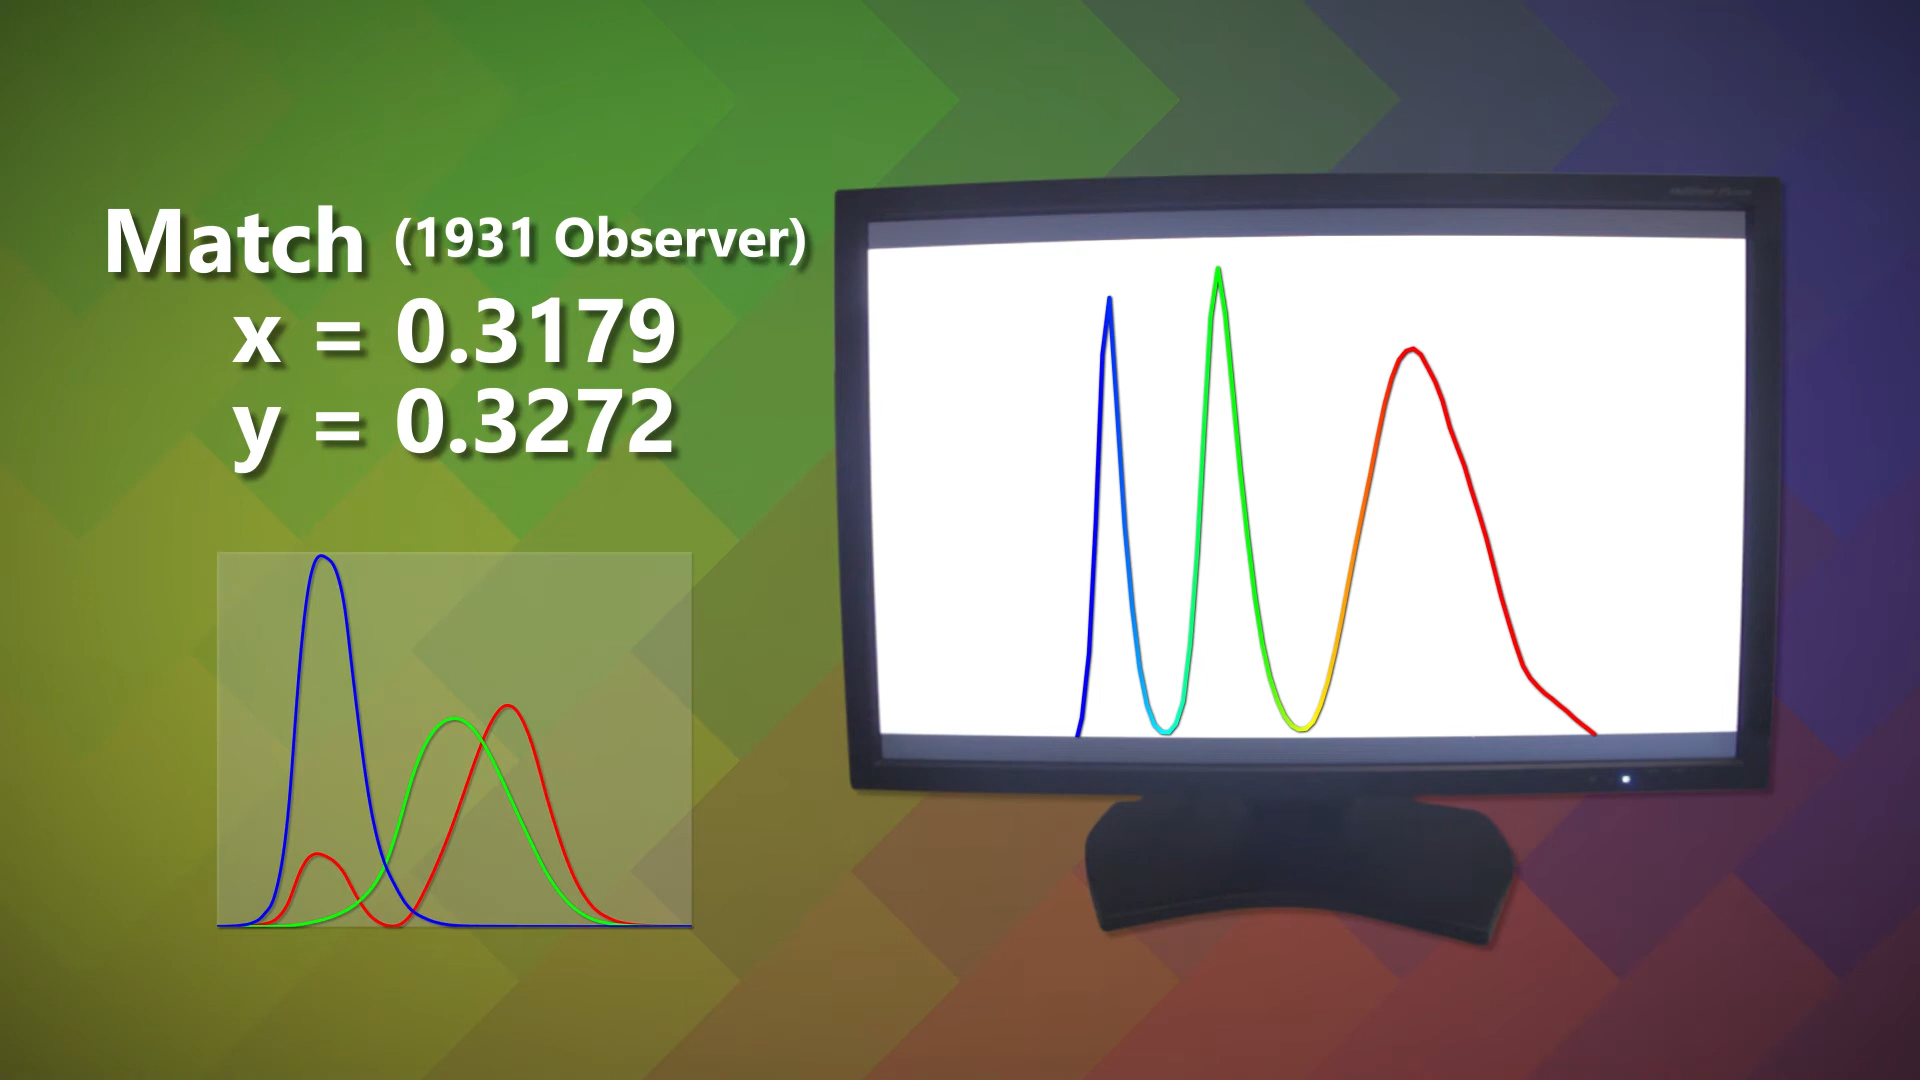 Match (1931 Observer)
x = 0.3179
y = 0.3272